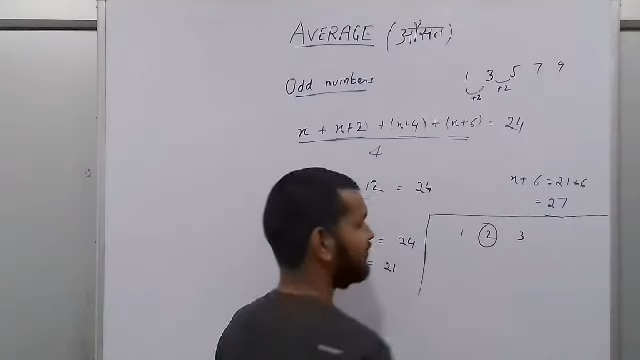 AVERAGE (औसत)
Odd numbers
1 3 5 7 9
+2 +2
x + (x+2) + (x+4) + (x+6) = 24
4
12 = 24
x + 6 = 21+6
= 27
= 24
= 21
1 2 3